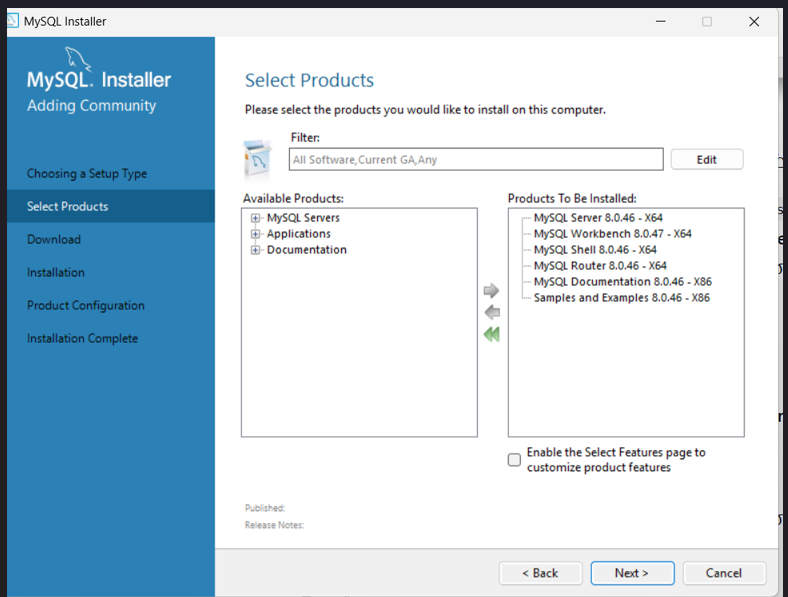 MySQL Installer
MySQL. Installer
Adding Community
Choosing a Setup Type
Select Products
Download
Installation
Product Configuration
Installation Complete
Select Products
Please select the products you would like to install on this computer.
Filter:
All Software,Current GA,Any
Edit
Available Products:
MySQL Servers
Applications
Documentation
Products To Be Installed:
MySQL Server 8.0.46 - X64
MySQL Workbench 8.0.47 - X64
MySQL Shell 8.0.46 - X64
MySQL Router 8.0.46 - X64
MySQL Documentation 8.0.46 - X86
Samples and Examples 8.0.46 - X86
Enable the Select Features page to
customize product features
Published:
Release Notes:
< Back
Next >
Cancel